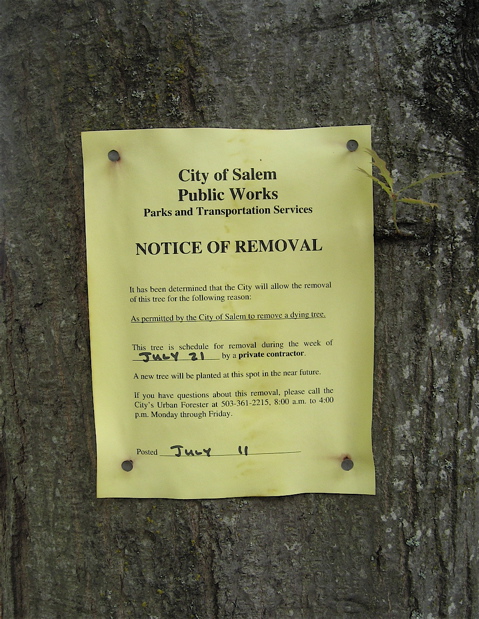 City of Salem
Public Works
Parks and Transportation Services
NOTICE OF REMOVAL
It has been determined that the City will allow the removal
of this tree for the following reason:
As permitted by the City of Salem to remove a dying tree.
This tree is schedule for removal during the week of
JULY 21 by a private contractor.
A new tree will be planted at this spot in the near future.
If you have questions about this removal, please call the
City's Urban Forester at 503-361-2215, 8:00 a.m. to 4:00
p.m. Monday through Friday.
Posted JULY 11